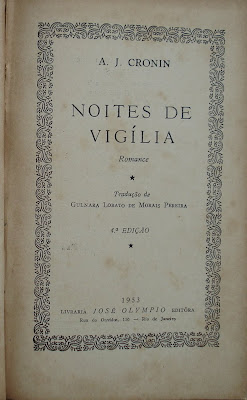 A. J. CRONIN
NOITES DE
VIGÍLIA
Romance
★
Tradução de
GULNARA LOBATO DE MORAIS PEREIRA
4.ª EDIÇÃO
★
1953
LIVRARIA JOSÉ OLYMPIO EDITÔRA
Rua do Ouvidor, 110 — Rio de Janeiro